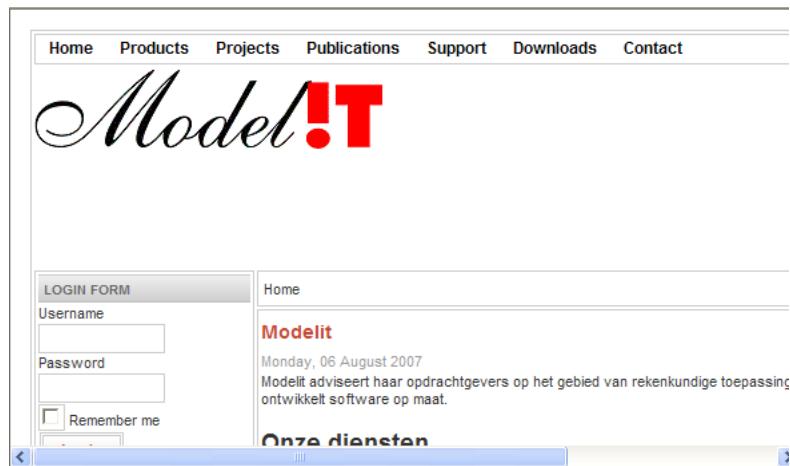 Home Products Projects Publications Support Downloads Contact
Model!T
LOGIN FORM
Username
Password
Remember me
Home
Modelit
Monday, 06 August 2007
Modelit adviseert haar opdrachtgevers op het gebied van rekenkundige toepassing
ontwikkelt software op maat.
Onze diensten